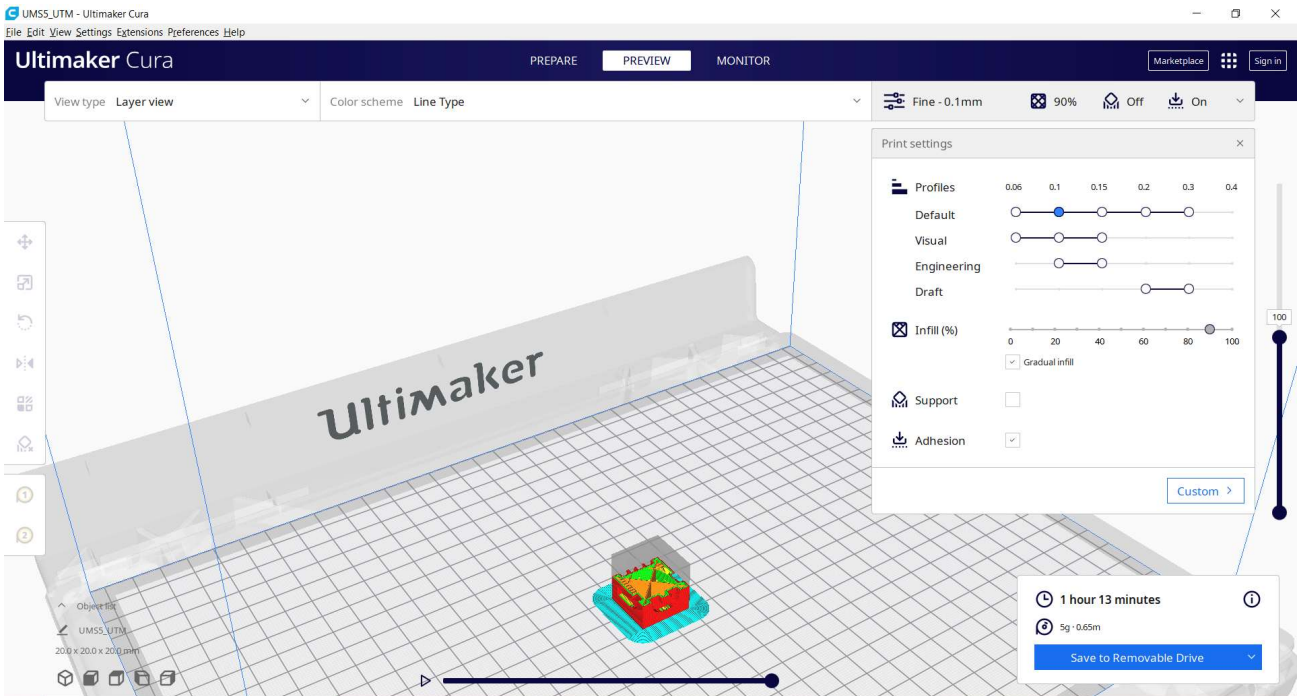 UMS5_UTM - Ultimaker Cura
File Edit View Settings Extensions Preferences Help
Ultimaker Cura
PREPARE
PREVIEW
MONITOR
Marketplace
Sign in
View type Layer view
Color scheme Line Type
Fine - 0.1mm
90%
Off
On
Print settings
Profiles
0.06 0.1 0.15 0.2 0.3 0.4
Default
Visual
Engineering
Draft
Infill (%)
0 20 40 60 80 100
Gradual infill
Support
Adhesion
Custom
100
Ultimaker
1
2
Object list
UMS5_UTM
20.0 x 20.0 x 20.0 mm
1 hour 13 minutes
5g · 0.65m
Save to Removable Drive